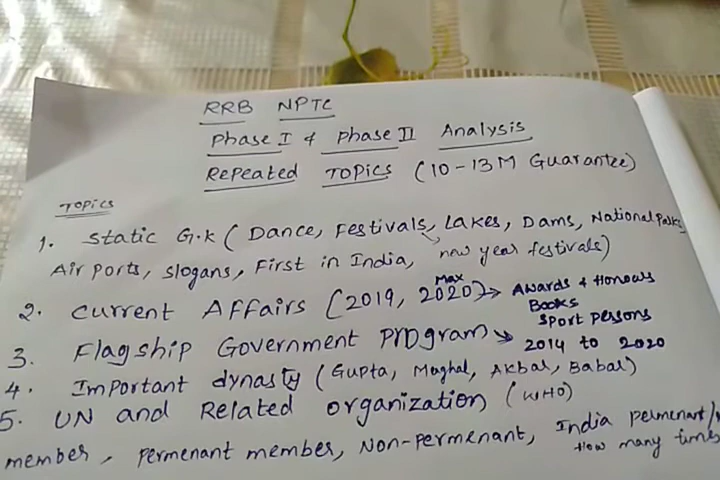 RRB NPTC
Phase I & Phase II Analysis
Repeated Topics (10-13M Guarantee)
Topics
1. Static G.K ( Dance, Festivals, Lakes, Dams, National Parks
Air Ports, Slogans, First in India, new year festivals)
2. Current Affairs (2019, 2020) Max Awards & Honours
Books
Sport Persons
3. Flagship Government Program 2014 to 2020
4. Important dynasty (Gupta, Moghal, Akbar, Babar)
5. UN and Related organization (WHO)
member, Permenant member, Non-permenant, India Pelmenant/
How many times